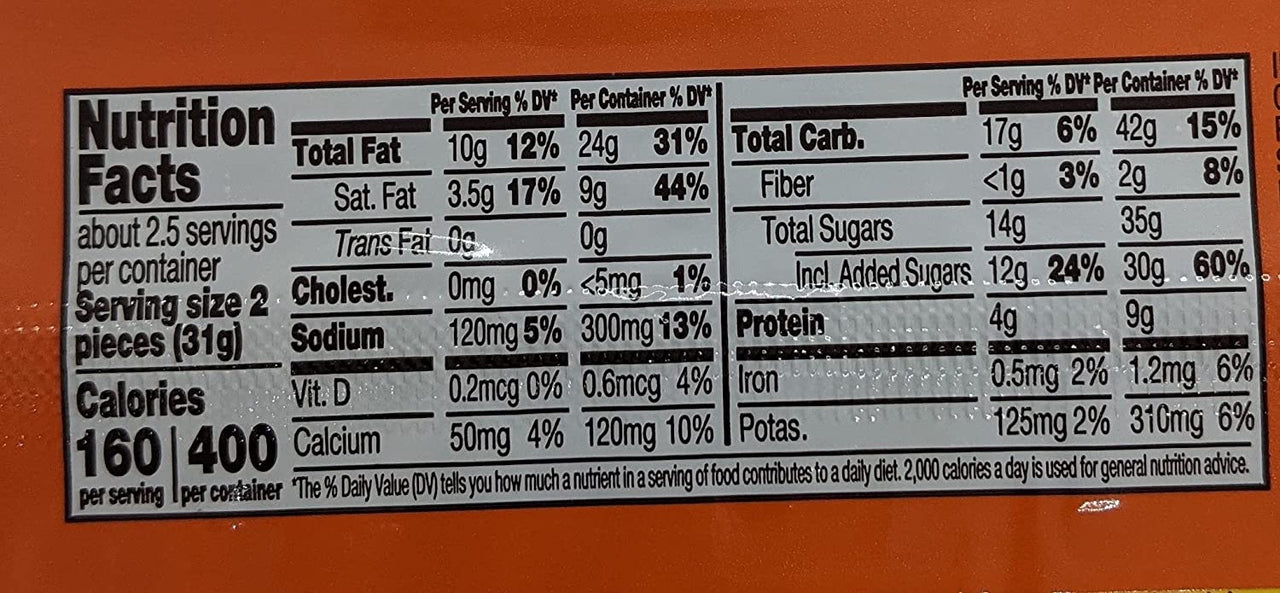 Nutrition
Facts
about 2.5 servings
per container
Serving size 2
pieces (31g)
Calories
160 400
per serving per container
Per Serving % DV* Per Container % DV*
Total Fat 10g 12% 24g 31%
Sat. Fat 3.5g 17% 9g 44%
Trans Fat 0g 0g
Cholest. 0mg 0% <5mg 1%
Sodium 120mg 5% 300mg 13%
Vit. D 0.2mcg 0% 0.6mcg 4%
Calcium 50mg 4% 120mg 10%
Per Serving % DV* Per Container % DV*
Total Carb. 17g 6% 42g 15%
Fiber <1g 3% 2g 8%
Total Sugars 14g 35g
Incl. Added Sugars 12g 24% 30g 60%
Protein 4g 9g
Iron 0.5mg 2% 1.2mg 6%
Potas. 125mg 2% 310mg 6%
*The % Daily Value (DV) tells you how much a nutrient in a serving of food contributes to a daily diet. 2,000 calories a day is used for general nutrition advice.